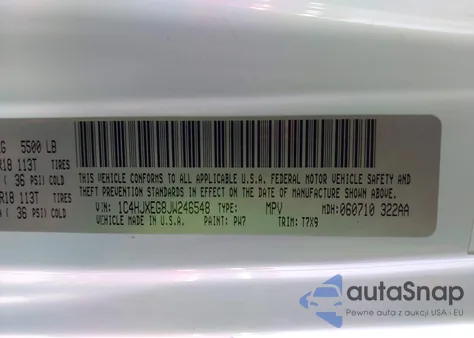 G 5500 LB
R18 113T TIRES
( 36 PSI) COLD
R18 113T TIRES
A ( 36 PSI) COLD
THIS VEHICLE CONFORMS TO ALL APPLICABLE U.S.A. FEDERAL MOTOR VEHICLE SAFETY AND
AND THEFT PREVENTION STANDARDS IN EFFECT ON THE DATE OF MANUFACTURE SHOWN ABOVE.
VIN: 1C4HJXEG8JW246548 TYPE: MPV MDH: 060710 322AA
VEHICLE MADE IN U.S.A. PAINT: PW7 TRIM: T7X9
autoSnap
Pewne auta z aukcji USA - EU